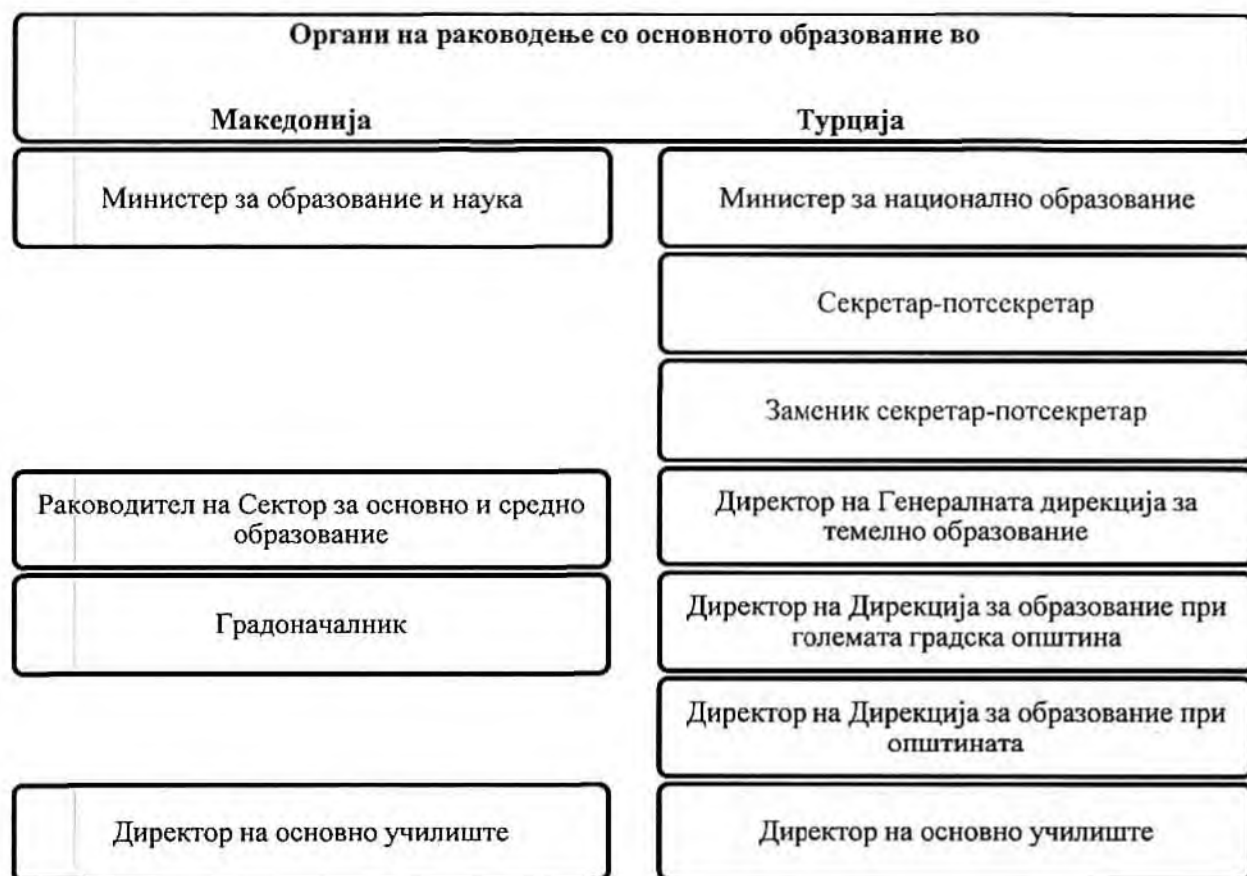 Органи на раководење со основното образование во
Македонија Турција
Министер за образование и наука
Министер за национално образование
Секретар-потсекретар
Заменик секретар-потсекретар
Раководител на Сектор за основно и средно
образование
Директор на Генералната дирекција за
темелно образование
Градоначалник
Директор на Дирекција за образование при
големата градска општина
Директор на Дирекција за образование при
општината
Директор на основно училиште
Директор на основно училиште